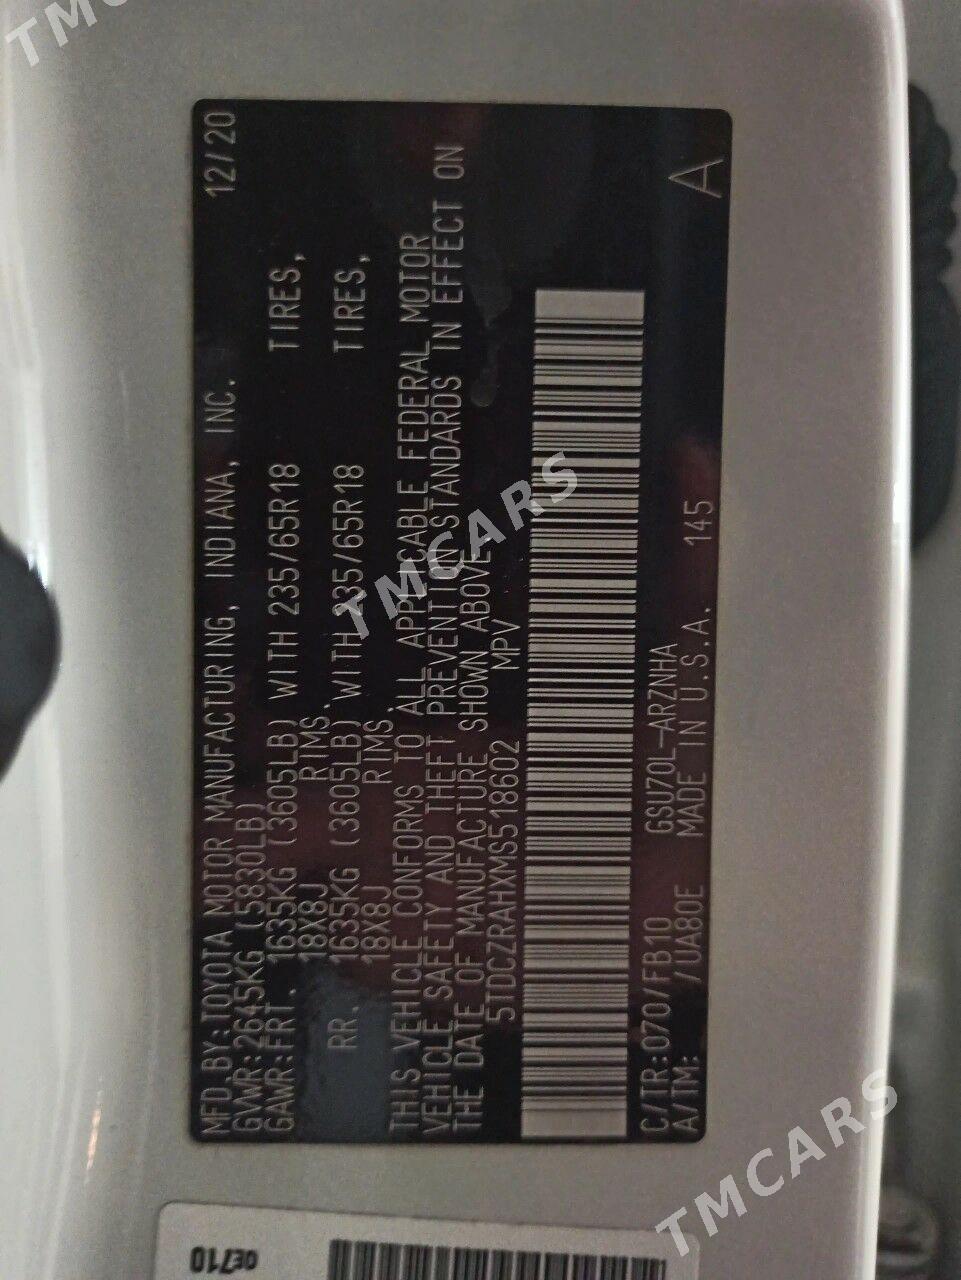 MFD.BY:TOYOTA MOTOR MANUFACTURING, INDIANA, INC. 12/20
GVWR:2645KG (5830LB)
GAWR:FRT. 1635KG (3605LB) WITH 235/65R18 TIRES,
18X8J RIMS,
RR. 1635KG (3605LB) WITH 235/65R18 TIRES,
18X8J RIMS.
THIS VEHICLE CONFORMS TO ALL APPLICABLE FEDERAL MOTOR
VEHICLE SAFETY AND THEFT PREVENTION STANDARDS IN EFFECT ON
THE DATE OF MANUFACTURE SHOWN ABOVE.
5TDCZRAHXMS518602 MPV
C/TR:070/FB10 GSU70L-ARZNHA
A/TM: /UA80E MADE IN U.S.A. 145 A
0E710
TMCARS
TMCARS